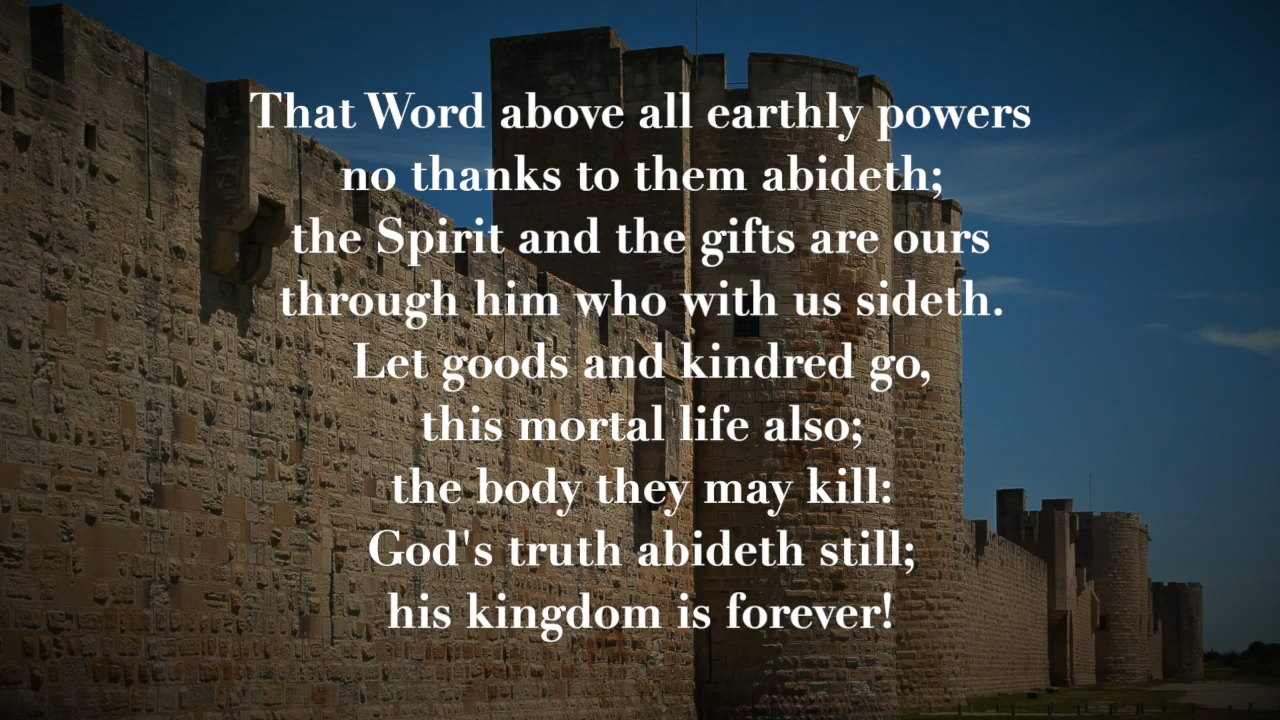 That Word above all earthly powers
no thanks to them abideth;
the Spirit and the gifts are ours
through him who with us sideth.
Let goods and kindred go,
this mortal life also;
the body they may kill:
God's truth abideth still;
his kingdom is forever!